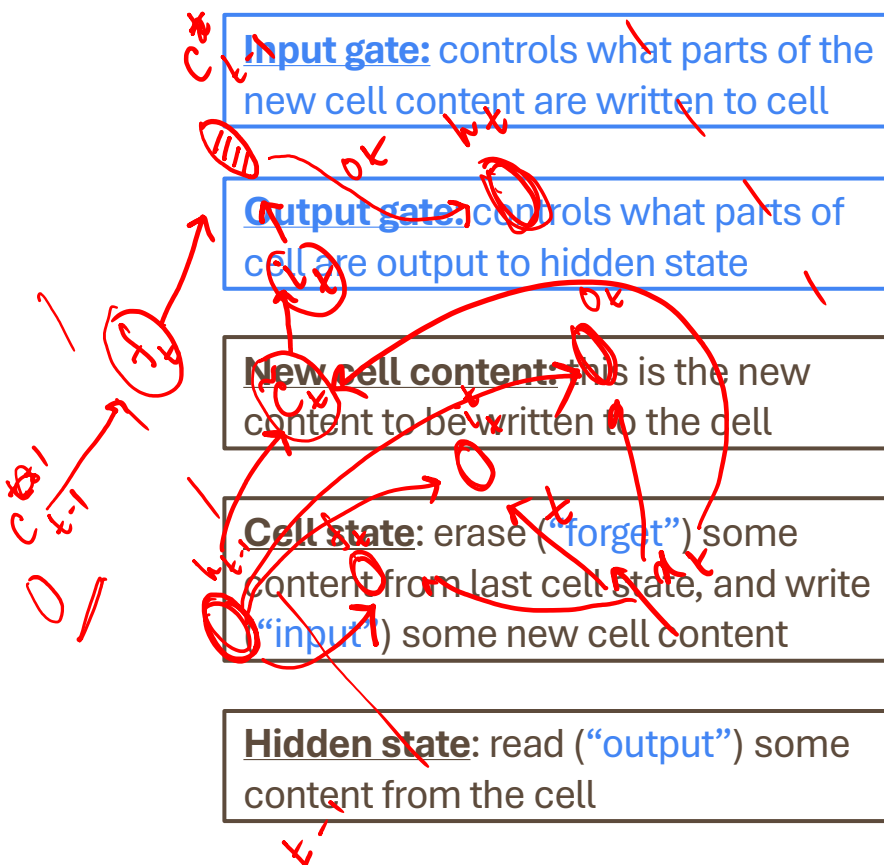 Input gate: controls what parts of the
new cell content are written to cell
Output gate: controls what parts of
cell are output to hidden state
New cell content: this is the new
content to be written to the cell
Cell state: erase (“forget”) some
content from last cell state, and write
(“input”) some new cell content
Hidden state: read (“output”) some
content from the cell